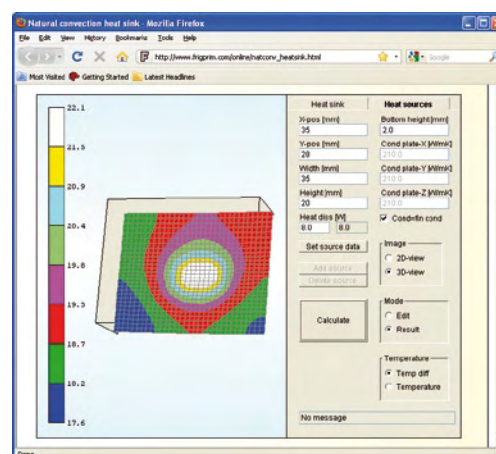 Natural convection heat sink - Mozilla Firefox
File Edit View History Bookmarks Tools Help
http://www.frigprim.com/online/natconv_heatsink.html
Google
Most Visited Getting Started Latest Headlines
22.1
21.5
20.9
20.4
19.8
19.3
18.7
18.2
17.6
Heat sink Heat sources
X-pos [mm] Bottom height[mm]
35 2.0
Y-pos [mm] Cond plate-X [W/mK]
28 210.0
Width [mm] Cond plate-Y [W/mK]
35 210.0
Height[mm] Cond plate-Z [W/mK]
20 210.0
Heat diss [W] Cond=fin cond
8.0 8.0
Set source data
Image
2D-view
3D-view
Add source
Delete source
Mode
Edit
Result
Calculate
Temperature
Temp diff
Temperature
No message
Done